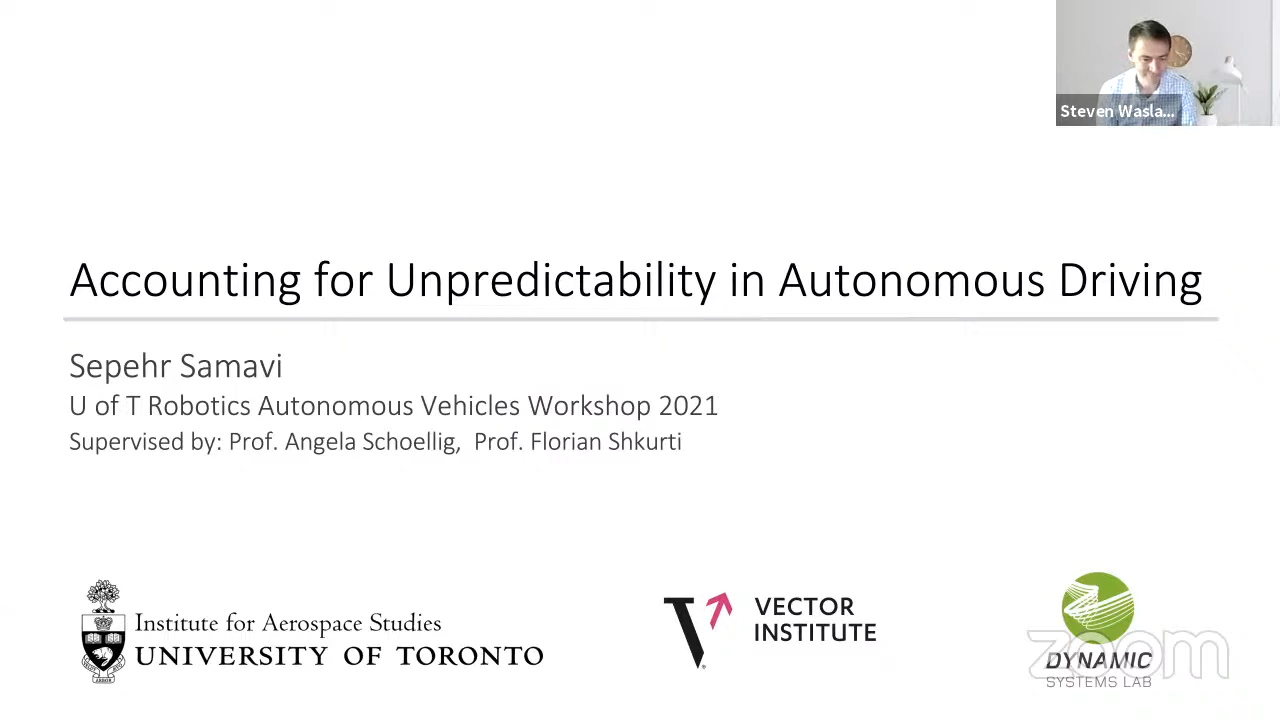 Steven Wasla...
Accounting for Unpredictability in Autonomous Driving
Sepehr Samavi
U of T Robotics Autonomous Vehicles Workshop 2021
Supervised by: Prof. Angela Schoellig, Prof. Florian Shkurti
Institute for Aerospace Studies
UNIVERSITY OF TORONTO
VECTOR
INSTITUTE
zoom
DYNAMIC
SYSTEMS LAB